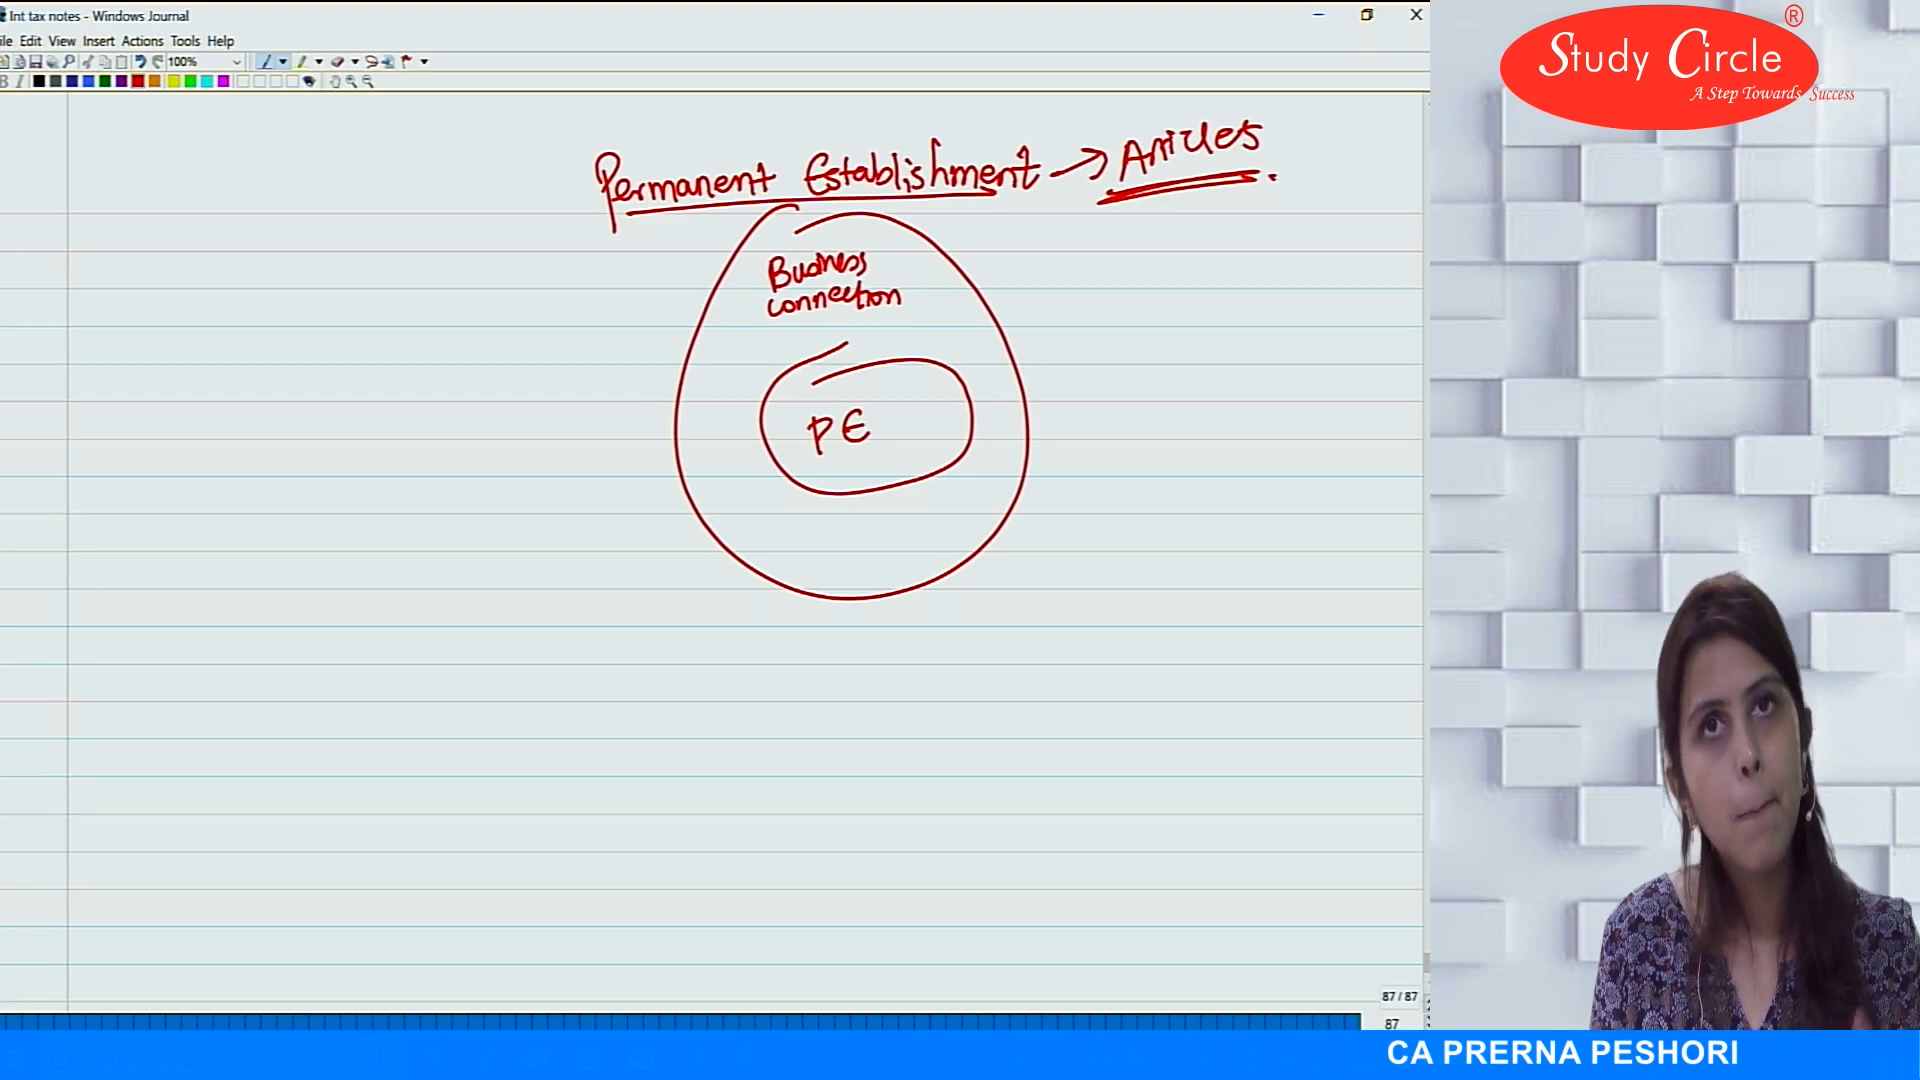 Int tax notes - Windows Journal
ile Edit View Insert Actions Tools Help
100%
B I
Permanent Establishment → Articles
Business
connection
PE
87 / 87
87
Study Circle ®
A Step Towards Success
CA PRERNA PESHORI